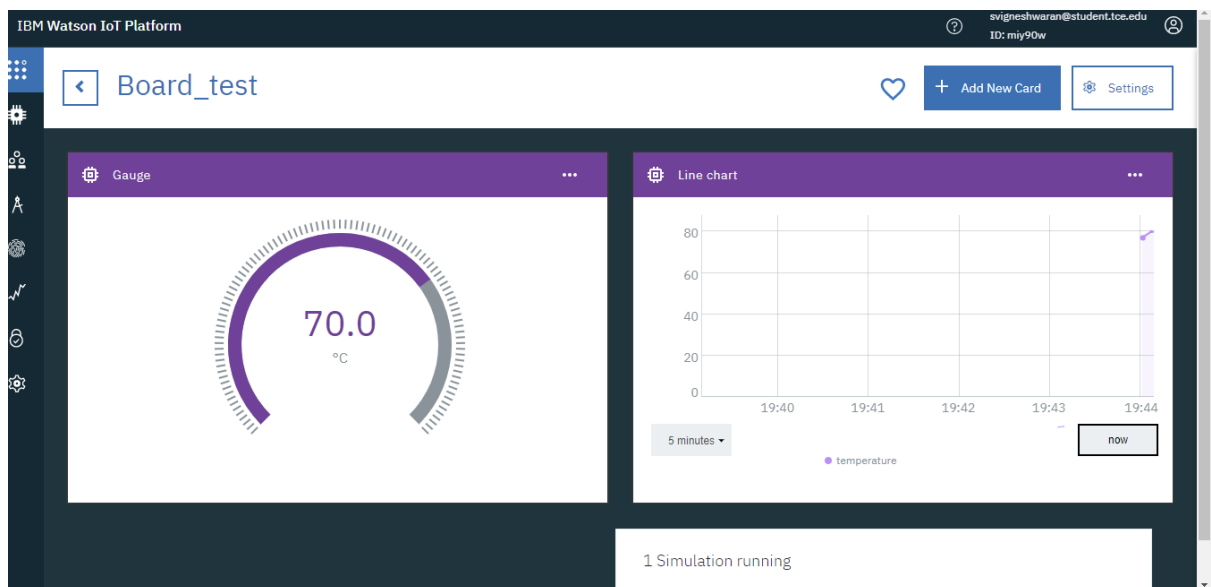 IBM Watson IoT Platform
svigneshwaran@student.tce.edu
ID: miy90w
Board_test
+ Add New Card
Settings
Gauge
Line chart
70.0
°C
80
60
40
20
0
19:40 19:41 19:42 19:43 19:44
5 minutes
now
temperature
1 Simulation running